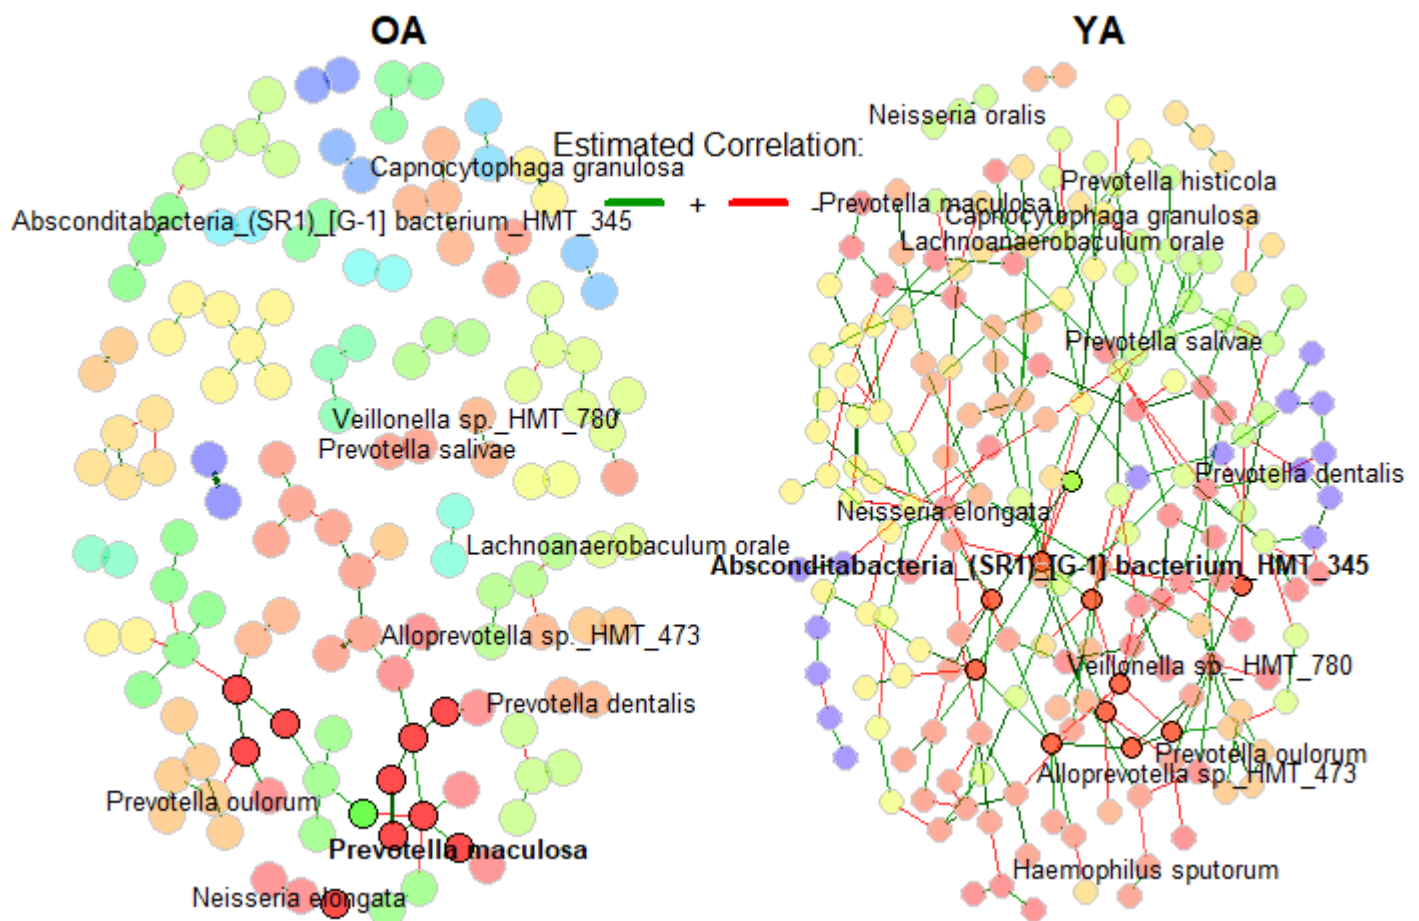 OA
YA
Neisseria oralis
Estimated Correlation:
Capnocytophaga granulosa
Prevotella histicola
+
-
Prevotella maculosa
Absconditabacteria_(SR1)_[G-1] bacterium_HMT_345
Capnocytophaga granulosa
Lachnoanaerobaculum orale
Prevotella salivae
Veillonella sp._HMT_780
Prevotella salivae
Prevotella dentalis
Neisseria elongata
Lachnoanaerobaculum orale
Absconditabacteria_(SR1)_[G-1] bacterium_HMT_345
Alloprevotella sp._HMT_473
Veillonella sp._HMT_780
Prevotella dentalis
Prevotella oulorum
Alloprevotella sp._HMT_473
Prevotella oulorum
Prevotella maculosa
Haemophilus sputorum
Neisseria elongata